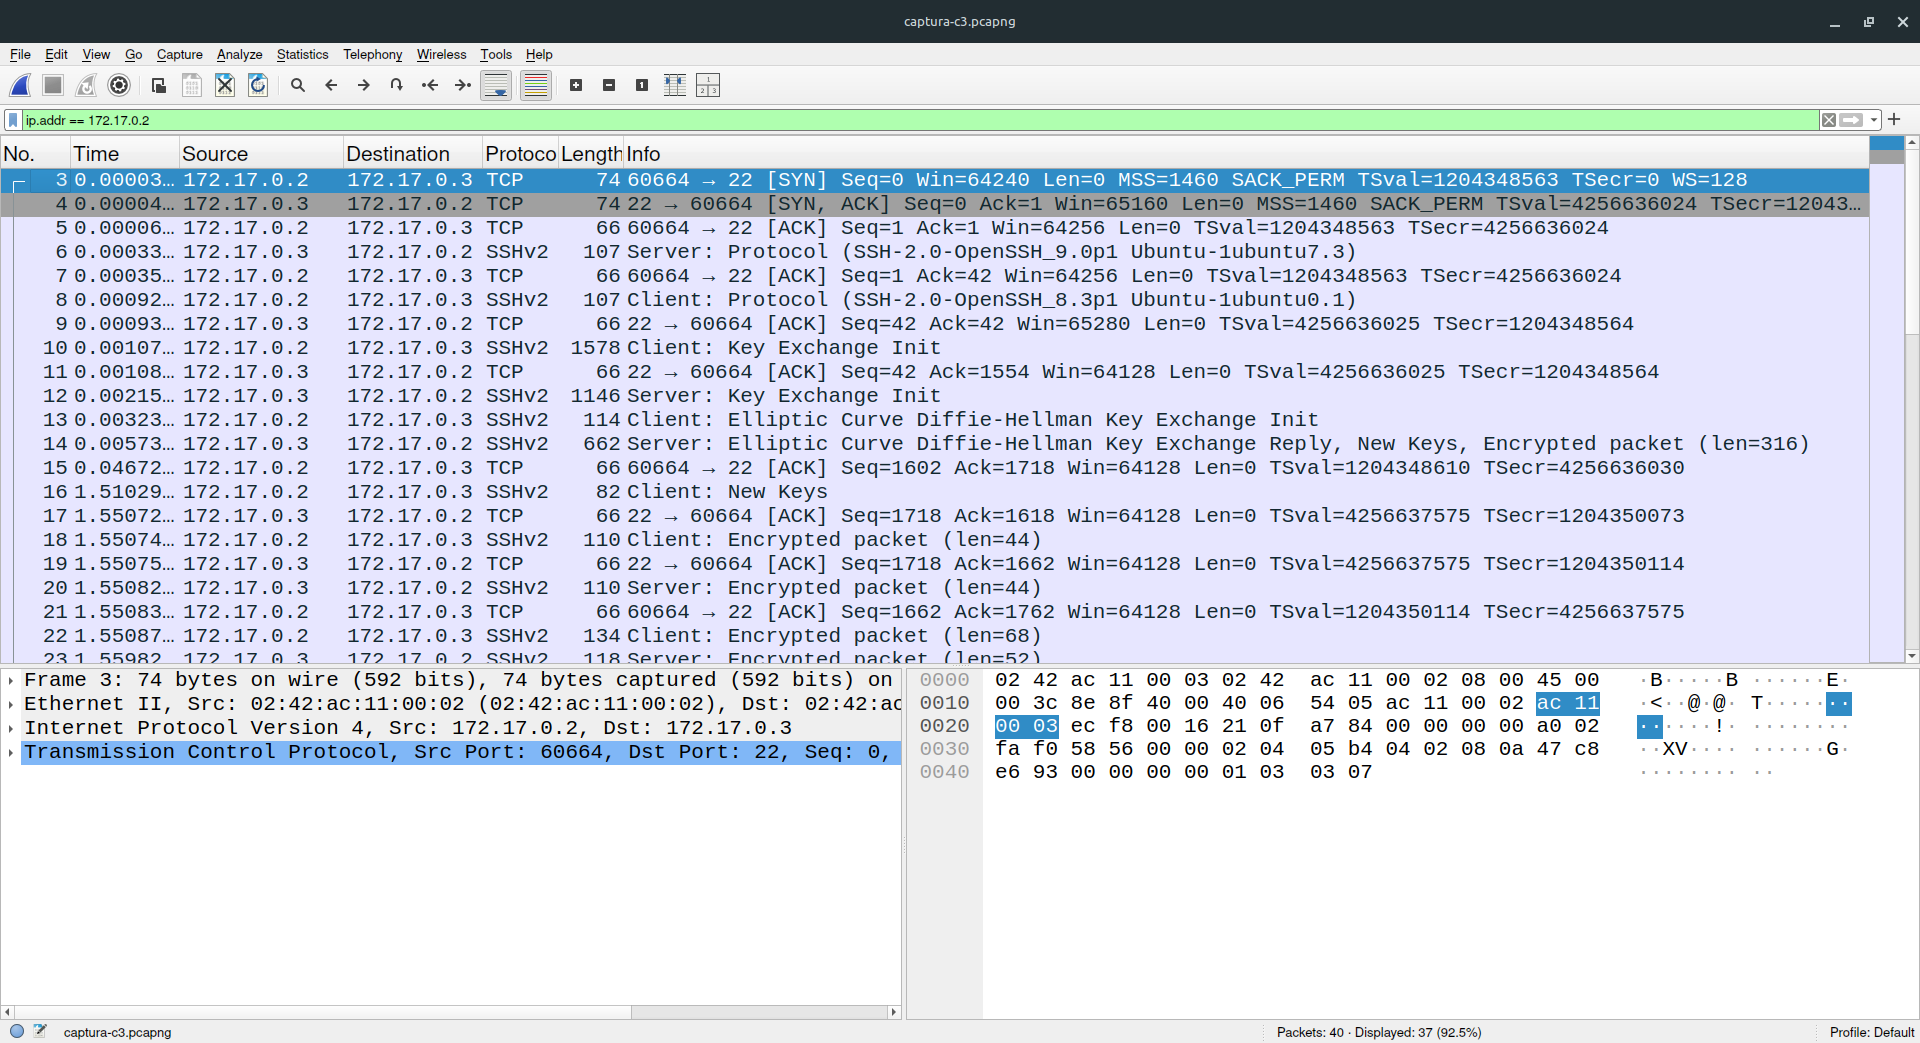 captura-c3.pcapng
File Edit View Go Capture Analyze Statistics Telephony Wireless Tools Help
ip.addr == 172.17.0.2
No. Time Source Destination Protoco Length Info
3 0.00003… 172.17.0.2 172.17.0.3 TCP 74 60664 → 22 [SYN] Seq=0 Win=64240 Len=0 MSS=1460 SACK_PERM TSval=1204348563 TSecr=0 WS=128
4 0.00004… 172.17.0.3 172.17.0.2 TCP 74 22 → 60664 [SYN, ACK] Seq=0 Ack=1 Win=65160 Len=0 MSS=1460 SACK_PERM TSval=4256636024 TSecr=12043…
5 0.00006… 172.17.0.2 172.17.0.3 TCP 66 60664 → 22 [ACK] Seq=1 Ack=1 Win=64256 Len=0 TSval=1204348563 TSecr=4256636024
6 0.00033… 172.17.0.3 172.17.0.2 SSHv2 107 Server: Protocol (SSH-2.0-OpenSSH_9.0p1 Ubuntu-1ubuntu7.3)
7 0.00035… 172.17.0.2 172.17.0.3 TCP 66 60664 → 22 [ACK] Seq=1 Ack=42 Win=64256 Len=0 TSval=1204348563 TSecr=4256636024
8 0.00092… 172.17.0.2 172.17.0.3 SSHv2 107 Client: Protocol (SSH-2.0-OpenSSH_8.3p1 Ubuntu-1ubuntu0.1)
9 0.00093… 172.17.0.3 172.17.0.2 TCP 66 22 → 60664 [ACK] Seq=42 Ack=42 Win=65280 Len=0 TSval=4256636025 TSecr=1204348564
10 0.00107… 172.17.0.2 172.17.0.3 SSHv2 1578 Client: Key Exchange Init
11 0.00108… 172.17.0.3 172.17.0.2 TCP 66 22 → 60664 [ACK] Seq=42 Ack=1554 Win=64128 Len=0 TSval=4256636025 TSecr=1204348564
12 0.00215… 172.17.0.3 172.17.0.2 SSHv2 1146 Server: Key Exchange Init
13 0.00323… 172.17.0.2 172.17.0.3 SSHv2 114 Client: Elliptic Curve Diffie-Hellman Key Exchange Init
14 0.00573… 172.17.0.3 172.17.0.2 SSHv2 662 Server: Elliptic Curve Diffie-Hellman Key Exchange Reply, New Keys, Encrypted packet (len=316)
15 0.04672… 172.17.0.2 172.17.0.3 TCP 66 60664 → 22 [ACK] Seq=1602 Ack=1718 Win=64128 Len=0 TSval=1204348610 TSecr=4256636030
16 1.51029… 172.17.0.2 172.17.0.3 SSHv2 82 Client: New Keys
17 1.55072… 172.17.0.3 172.17.0.2 TCP 66 22 → 60664 [ACK] Seq=1718 Ack=1618 Win=64128 Len=0 TSval=4256637575 TSecr=1204350073
18 1.55074… 172.17.0.2 172.17.0.3 SSHv2 110 Client: Encrypted packet (len=44)
19 1.55075… 172.17.0.3 172.17.0.2 TCP 66 22 → 60664 [ACK] Seq=1718 Ack=1662 Win=64128 Len=0 TSval=4256637575 TSecr=1204350114
20 1.55082… 172.17.0.3 172.17.0.2 SSHv2 110 Server: Encrypted packet (len=44)
21 1.55083… 172.17.0.2 172.17.0.3 TCP 66 60664 → 22 [ACK] Seq=1662 Ack=1762 Win=64128 Len=0 TSval=1204350114 TSecr=4256637575
22 1.55087… 172.17.0.2 172.17.0.3 SSHv2 134 Client: Encrypted packet (len=68)
23 1.55982… 172.17.0.3 172.17.0.2 SSHv2 118 Server: Encrypted packet (len=52)
Frame 3: 74 bytes on wire (592 bits), 74 bytes captured (592 bits) on
Ethernet II, Src: 02:42:ac:11:00:02 (02:42:ac:11:00:02), Dst: 02:42:ac
Internet Protocol Version 4, Src: 172.17.0.2, Dst: 172.17.0.3
Transmission Control Protocol, Src Port: 60664, Dst Port: 22, Seq: 0,
0000 02 42 ac 11 00 03 02 42 ac 11 00 02 08 00 45 00 ·B·····B ······E·
0010 00 3c 8e 8f 40 00 40 06 54 05 ac 11 00 02 ac 11 ·<··@·@· T·······
0020 00 03 ec f8 00 16 21 0f a7 84 00 00 00 00 a0 02 ······!· ········
0030 fa f0 58 56 00 00 02 04 05 b4 04 02 08 0a 47 c8 ··XV···· ······G·
0040 e6 93 00 00 00 00 01 03 03 07 ········ ··
captura-c3.pcapng
Packets: 40 · Displayed: 37 (92.5%)
Profile: Default